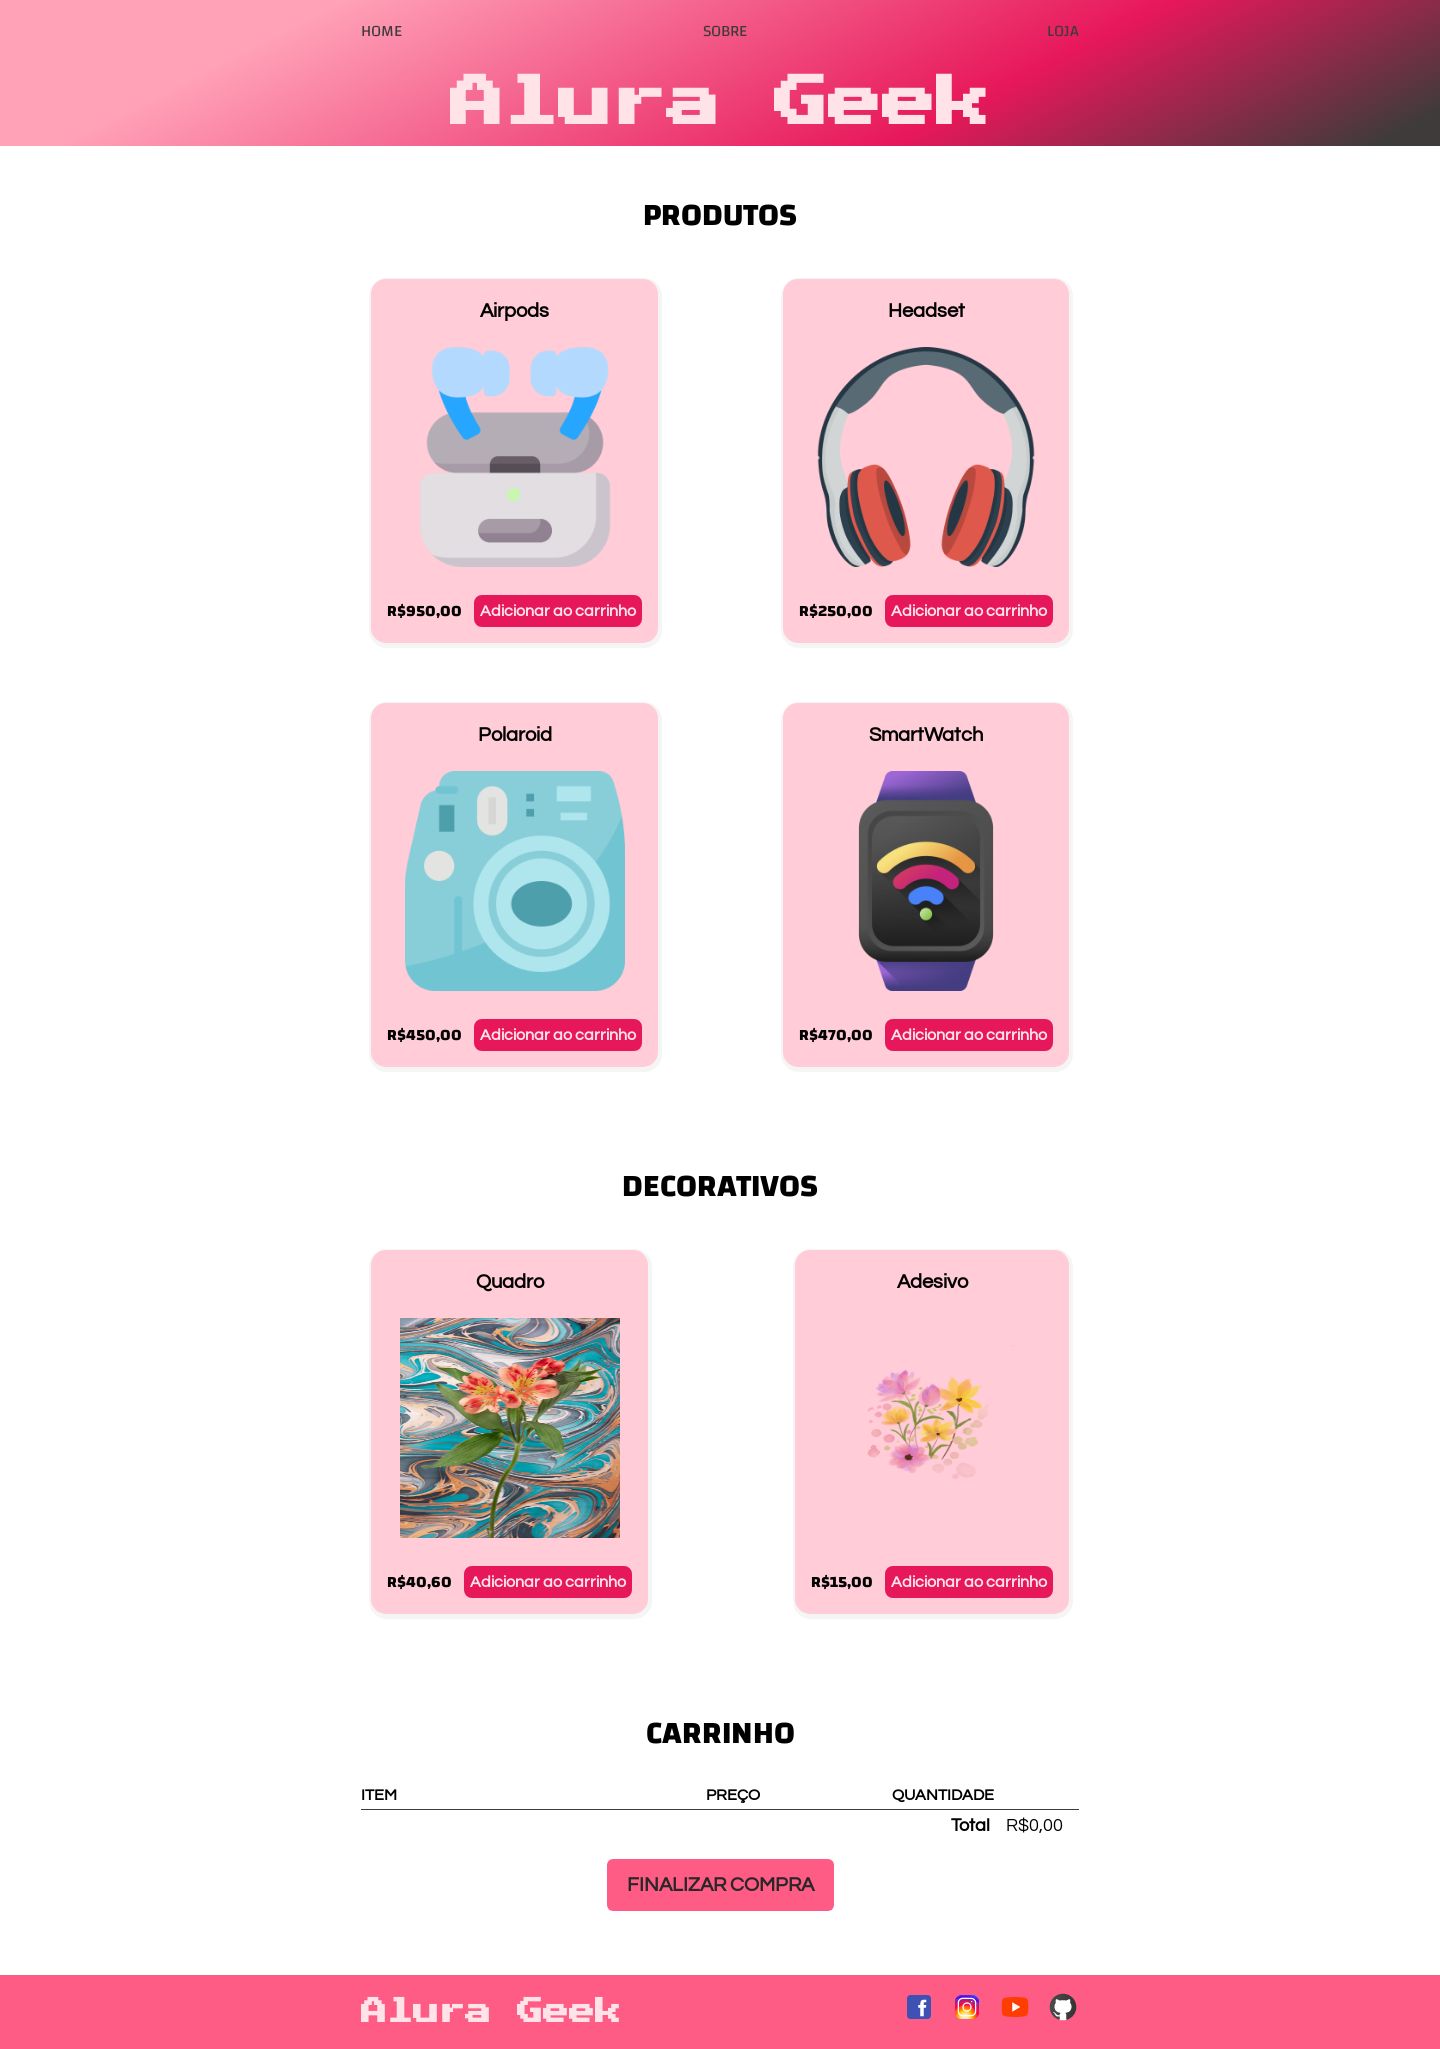 HOME SOBRE LOJA
Alura Geek
PRODUTOS
Airpods
R$950,00 Adicionar ao carrinho
Headset
R$250,00 Adicionar ao carrinho
Polaroid
R$450,00 Adicionar ao carrinho
SmartWatch
R$470,00 Adicionar ao carrinho
DECORATIVOS
Quadro
R$40,60 Adicionar ao carrinho
Adesivo
R$15,00 Adicionar ao carrinho
CARRINHO
ITEM PREÇO QUANTIDADE
Total R$0,00
FINALIZAR COMPRA
Alura Geek